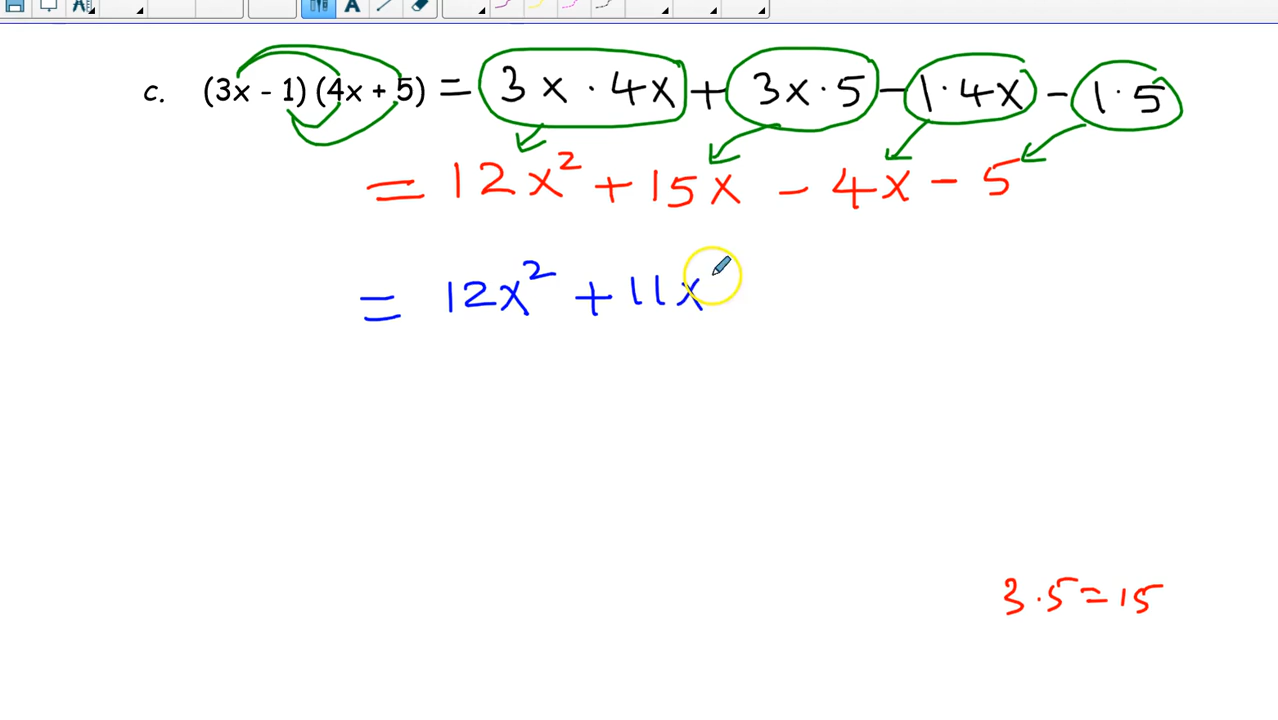 c. (3x - 1) (4x + 5) = 3x · 4x + 3x · 5 - 1 · 4x - 1 · 5
= 12x² + 15x - 4x - 5
= 12x² + 11x
3 · 5 = 15